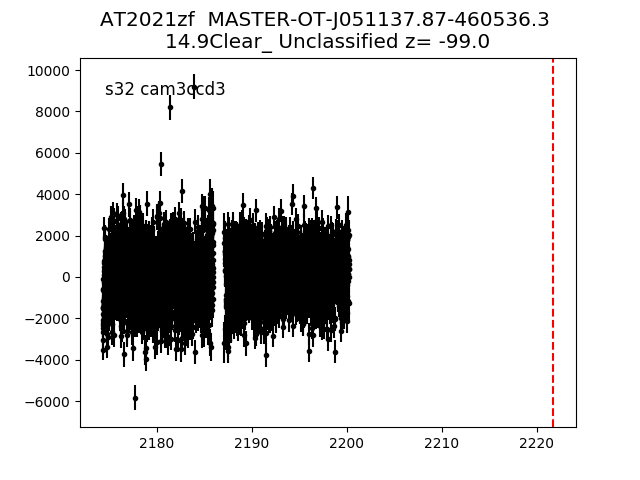 AT2021zf MASTER-OT-J051137.87-460536.3
14.9Clear_ Unclassified z= -99.0
s32 cam3ccd3
10000
8000
6000
4000
2000
0
−2000
−4000
−6000
2180 2190 2200 2210 2220